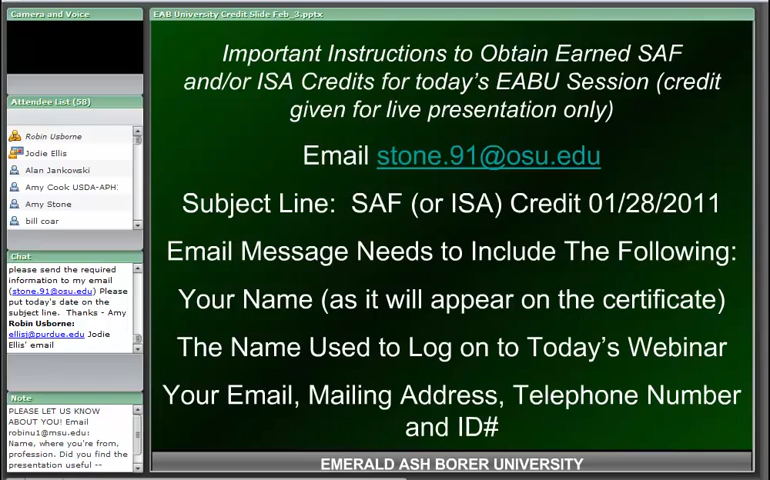 Camera and Voice
EAB University Credit Slide Feb_3.pptx
Attendee List (58)
Robin Usborne
Jodie Ellis
Alan Jankowski
Amy Cook USDA-APH
Amy Stone
bill coar
Chat
please send the required
information to my email
(stone.91@osu.edu) Please
put today's date on the
subject line. Thanks - Amy
Robin Usborne:
ellisj@purdue.edu Jodie
Ellis' email
Note
PLEASE LET US KNOW
ABOUT YOU! Email
robinu1@msu.edu:
Name, where you're from,
profession. Did you find the
presentation useful --
Important Instructions to Obtain Earned SAF
and/or ISA Credits for today's EABU Session (credit
given for live presentation only)
Email stone.91@osu.edu
Subject Line: SAF (or ISA) Credit 01/28/2011
Email Message Needs to Include The Following:
Your Name (as it will appear on the certificate)
The Name Used to Log on to Today's Webinar
Your Email, Mailing Address, Telephone Number
and ID#
EMERALD ASH BORER UNIVERSITY